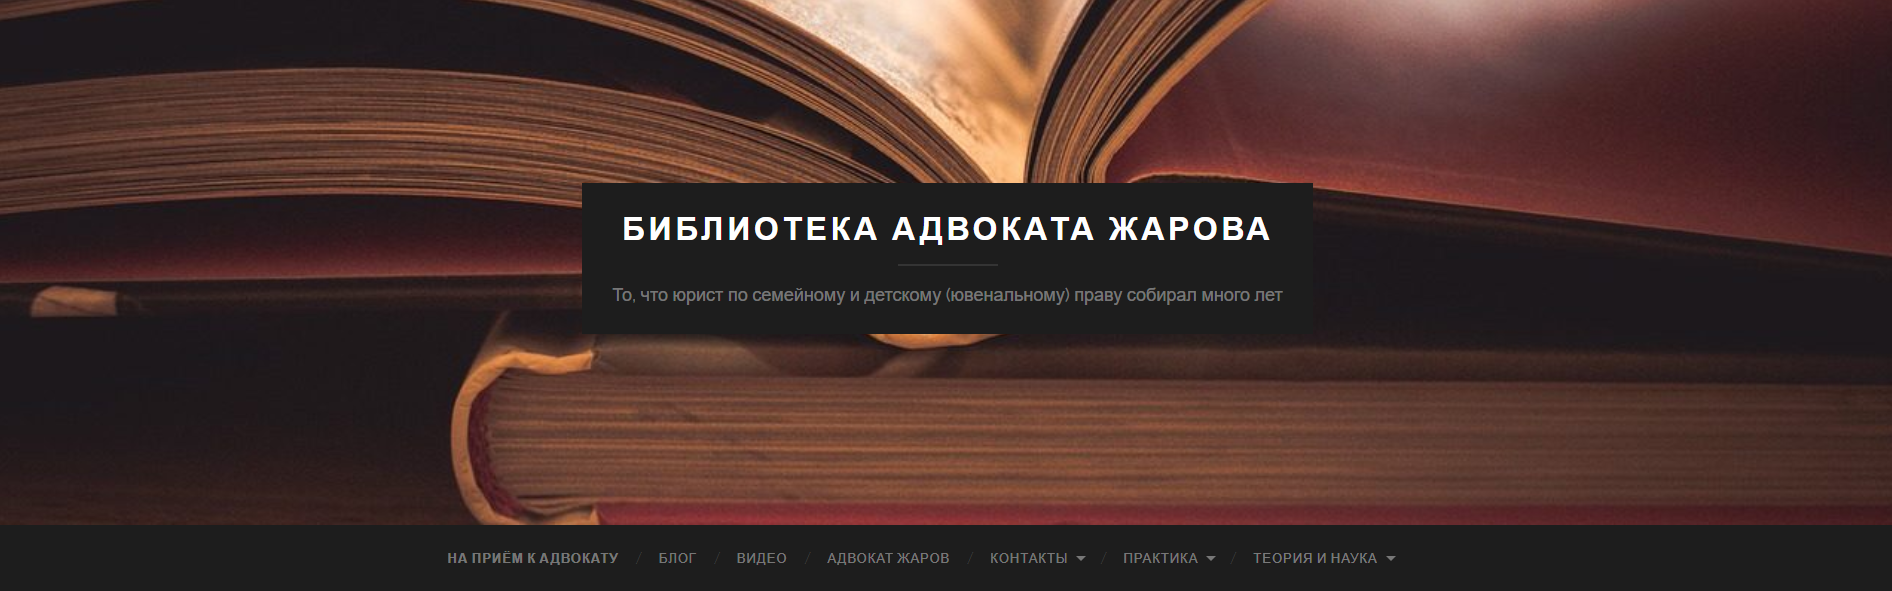 БИБЛИОТЕКА АДВОКАТА ЖАРОВА
То, что юрист по семейному и детскому (ювенальному) праву собирал много лет
НА ПРИЁМ К АДВОКАТУ / БЛОГ / ВИДЕО / АДВОКАТ ЖАРОВ / КОНТАКТЫ / ПРАКТИКА / ТЕОРИЯ И НАУКА